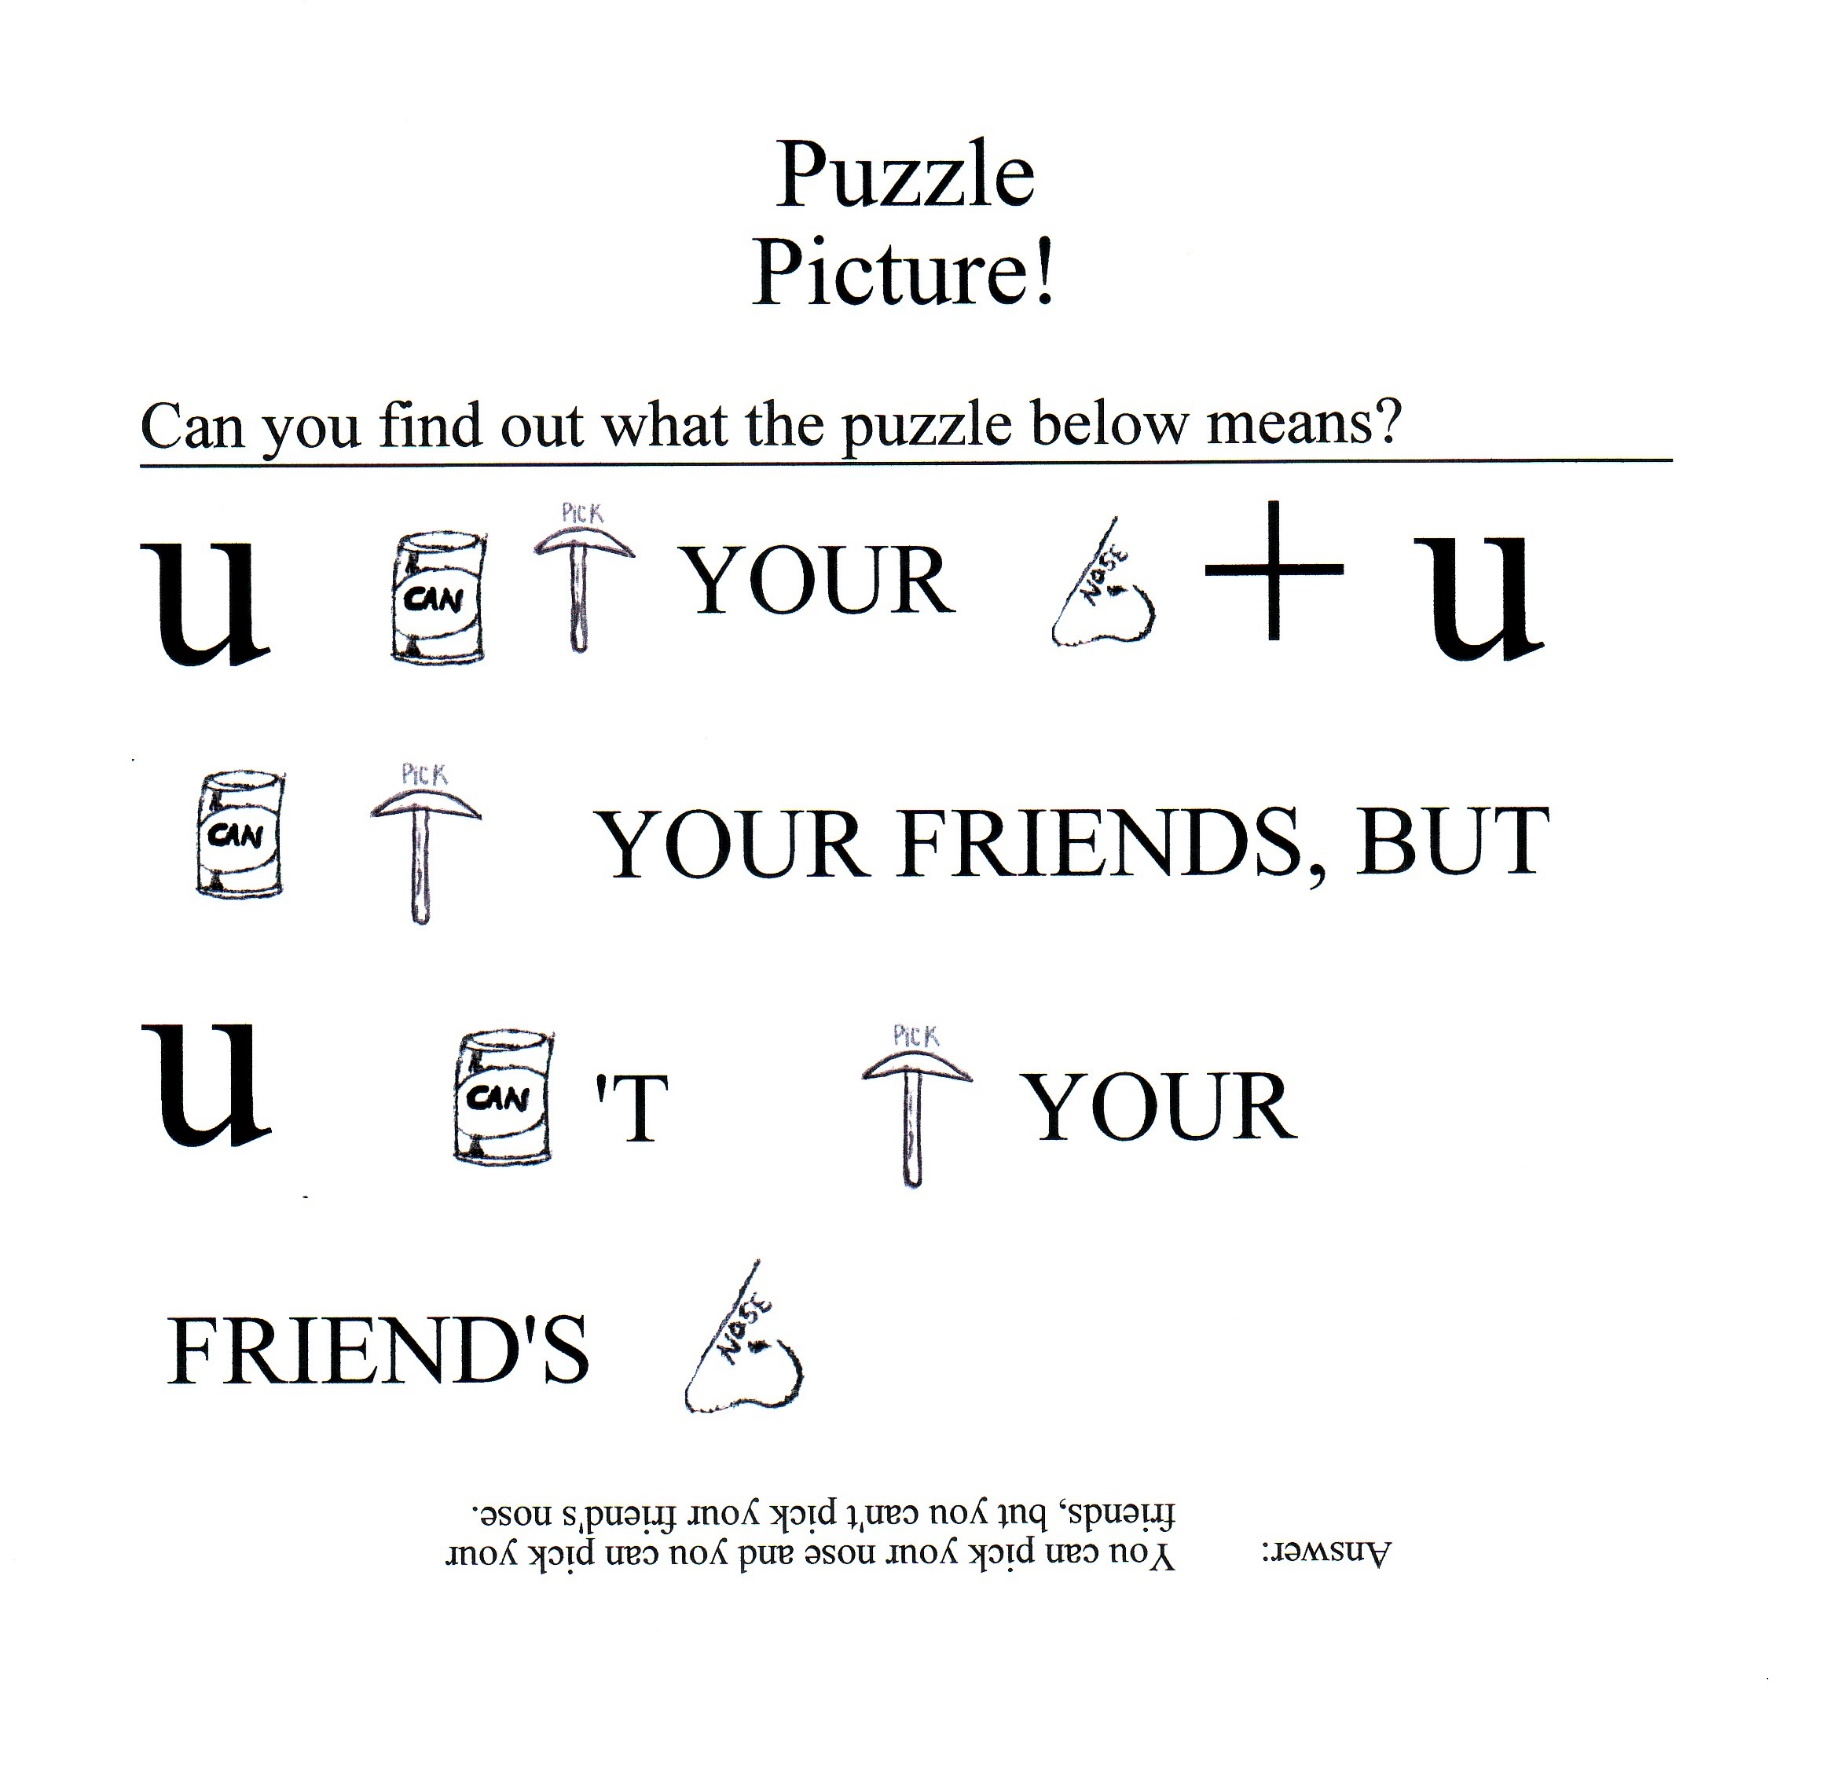 Puzzle
Picture!
Can you find out what the puzzle below means?
u CAN PicK YOUR NOSE + u
CAN PicK YOUR FRIENDS, BUT
u CAN 'T PicK YOUR
FRIEND'S NOSE
Answer: You can pick your nose and you can pick your
friends, but you can't pick your friend's nose.